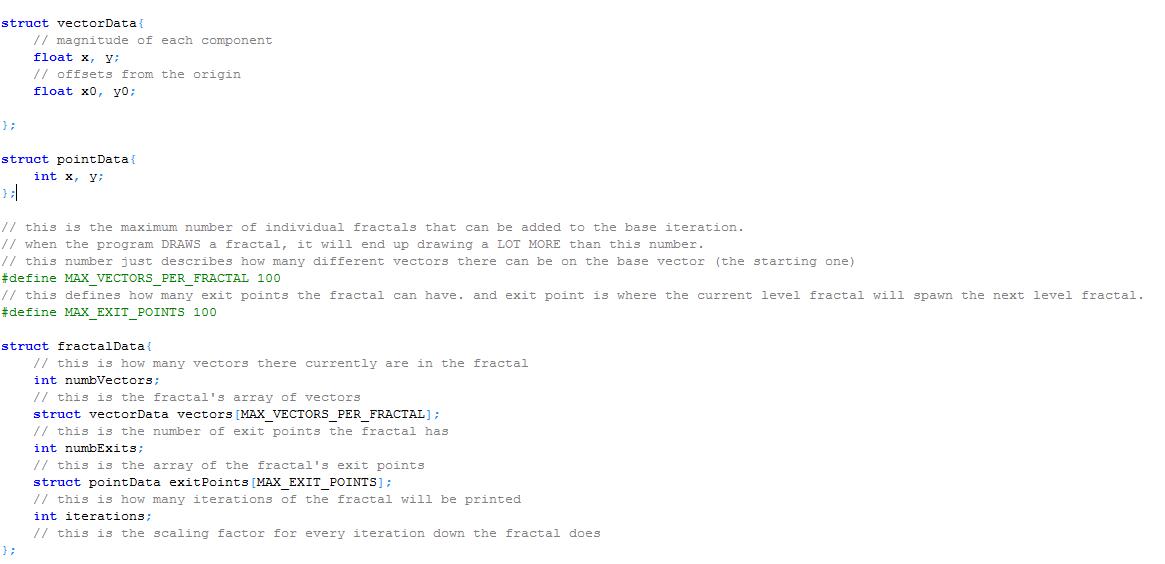 struct vectorData{
    // magnitude of each component
    float x, y;
    // offsets from the origin
    float x0, y0;

};

struct pointData{
    int x, y;
};

// this is the maximum number of individual fractals that can be added to the base iteration.
// when the program DRAWS a fractal, it will end up drawing a LOT MORE than this number.
// this number just describes how many different vectors there can be on the base vector (the starting one)
#define MAX_VECTORS_PER_FRACTAL 100
// this defines how many exit points the fractal can have. and exit point is where the current level fractal will spawn the next level fractal.
#define MAX_EXIT_POINTS 100

struct fractalData{
    // this is how many vectors there currently are in the fractal
    int numbVectors;
    // this is the fractal's array of vectors
    struct vectorData vectors[MAX_VECTORS_PER_FRACTAL];
    // this is the number of exit points the fractal has
    int numbExits;
    // this is the array of the fractal's exit points
    struct pointData exitPoints[MAX_EXIT_POINTS];
    // this is how many iterations of the fractal will be printed
    int iterations;
    // this is the scaling factor for every iteration down the fractal does
};